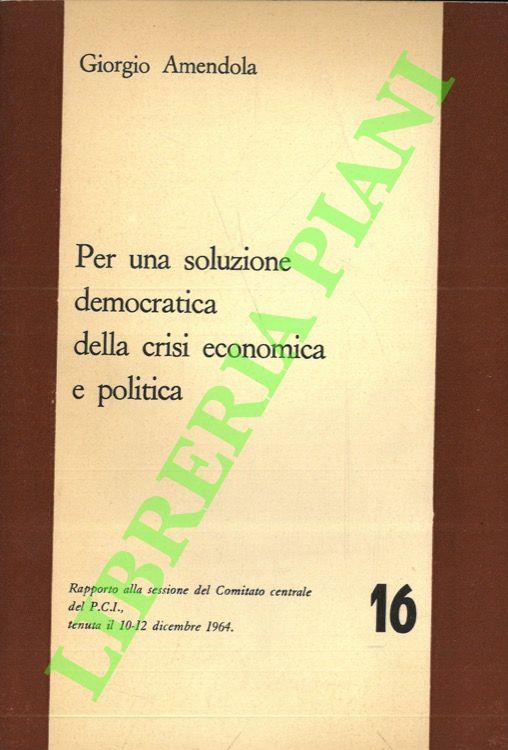 Giorgio Amendola
Per una soluzione
democratica
della crisi economica
e politica
Rapporto alla sessione del Comitato centrale
del P.C.I.,
tenuta il 10-12 dicembre 1964.
16
LIBRERIA PIANI